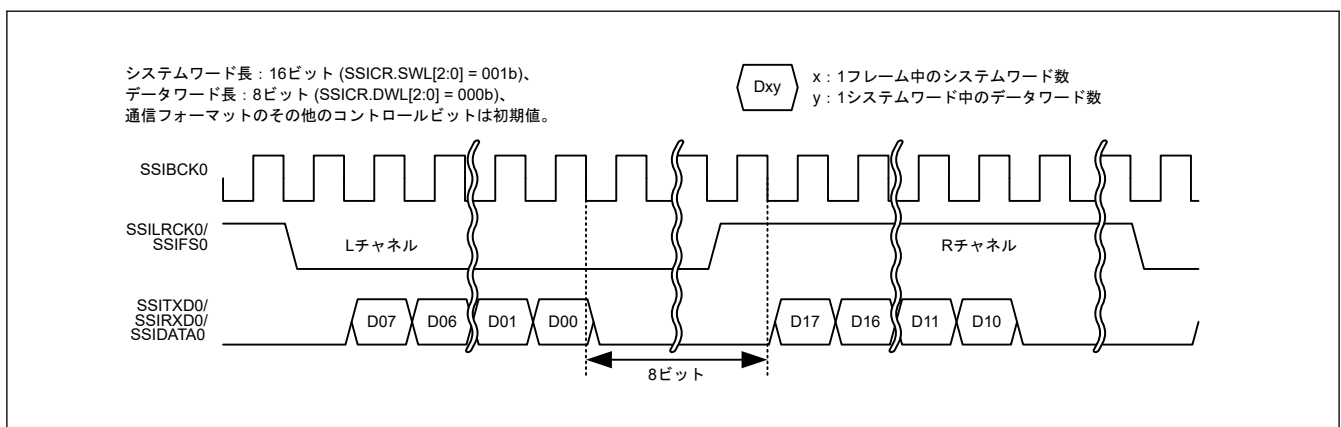 システムワード長：16ビット (SSICR.SWL[2:0] = 001b)、
データワード長：8ビット (SSICR.DWL[2:0] = 000b)、
通信フォーマットのその他のコントロールビットは初期値。
Dxy
x：1フレーム中のシステムワード数
y：1システムワード中のデータワード数
SSIBCK0
SSILRCK0/
SSIFS0
Lチャネル
Rチャネル
SSITXD0/
SSIRXD0/
SSIDATA0
D07
D06
D01
D00
D17
D16
D11
D10
8ビット